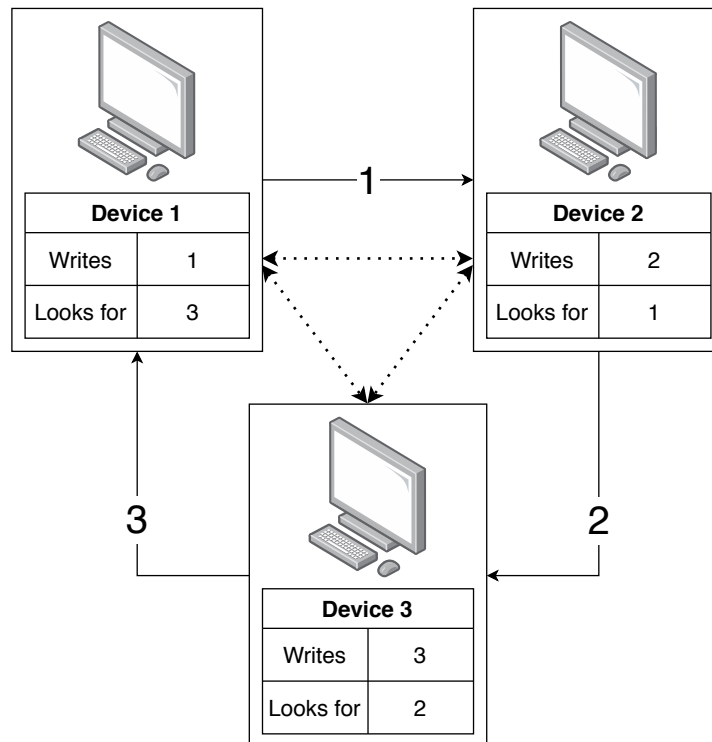 1
Device 1
Writes 1
Looks for 3
Device 2
Writes 2
Looks for 1
3
2
Device 3
Writes 3
Looks for 2